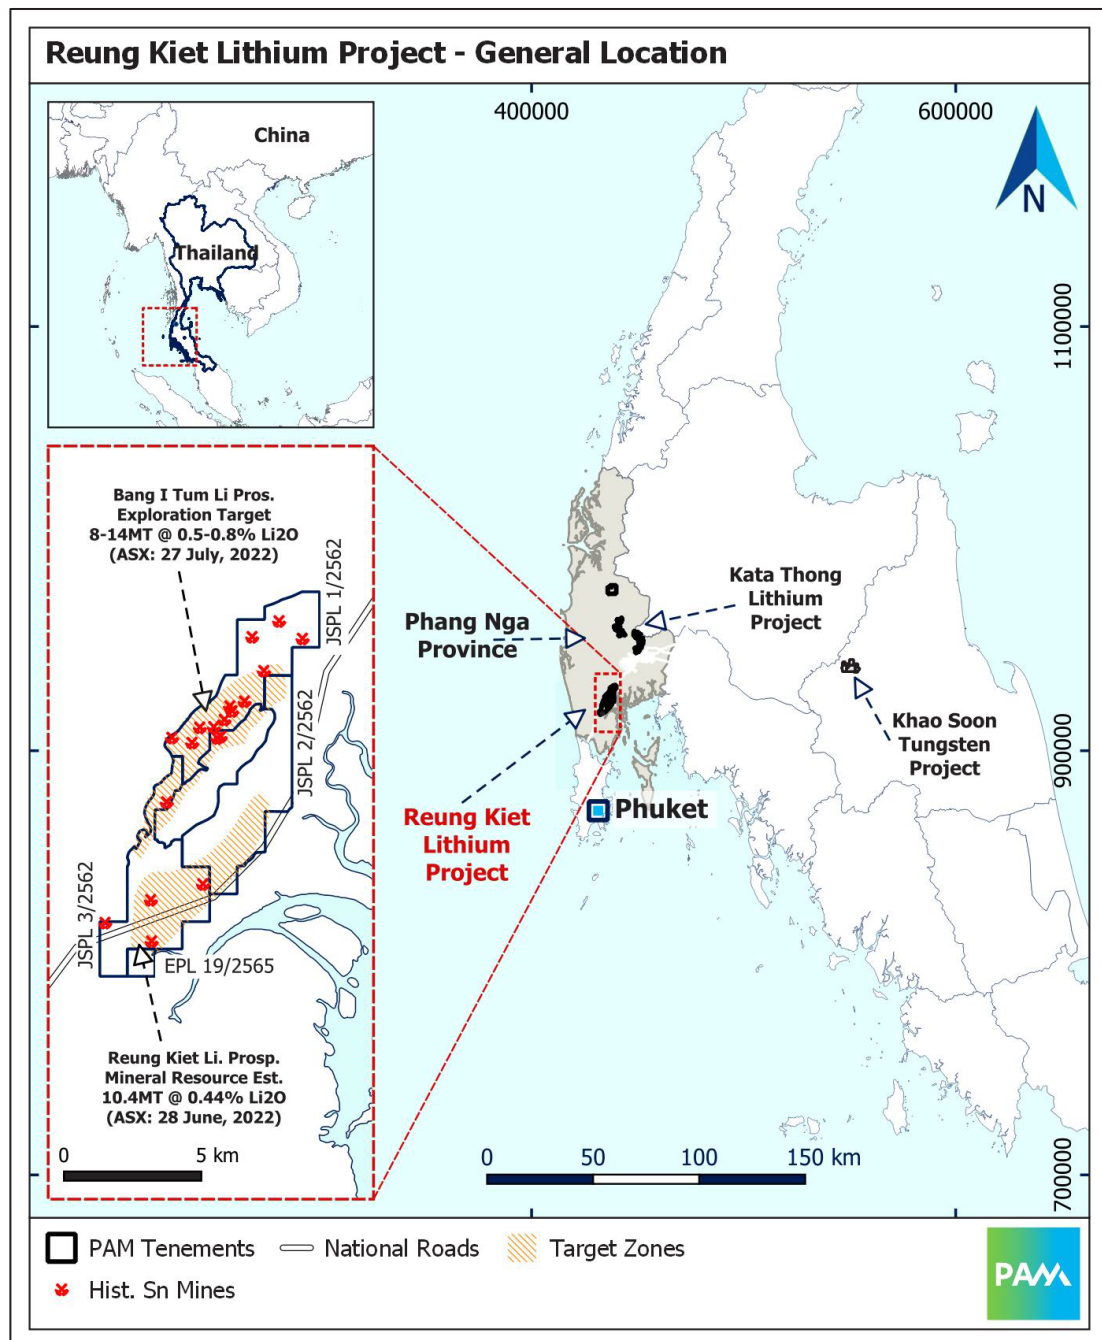 Reung Kiet Lithium Project - General Location
400000
600000
N
China
Thailand
1100000
900000
700000
Bang I Tum Li Pros.
Exploration Target
8-14MT @ 0.5-0.8% Li2O
(ASX: 27 July, 2022)
JSPL 1/2562
JSPL 2/2562
JSPL 3/2562
EPL 19/2565
Reung Kiet Li. Prosp.
Mineral Resource Est.
10.4MT @ 0.44% Li2O
(ASX: 28 June, 2022)
0 5 km
Phang Nga
Province
Kata Thong
Lithium
Project
Khao Soon
Tungsten
Project
Reung Kiet
Lithium
Project
Phuket
0 50 100 150 km
PAM Tenements
National Roads
Target Zones
Hist. Sn Mines
PAM